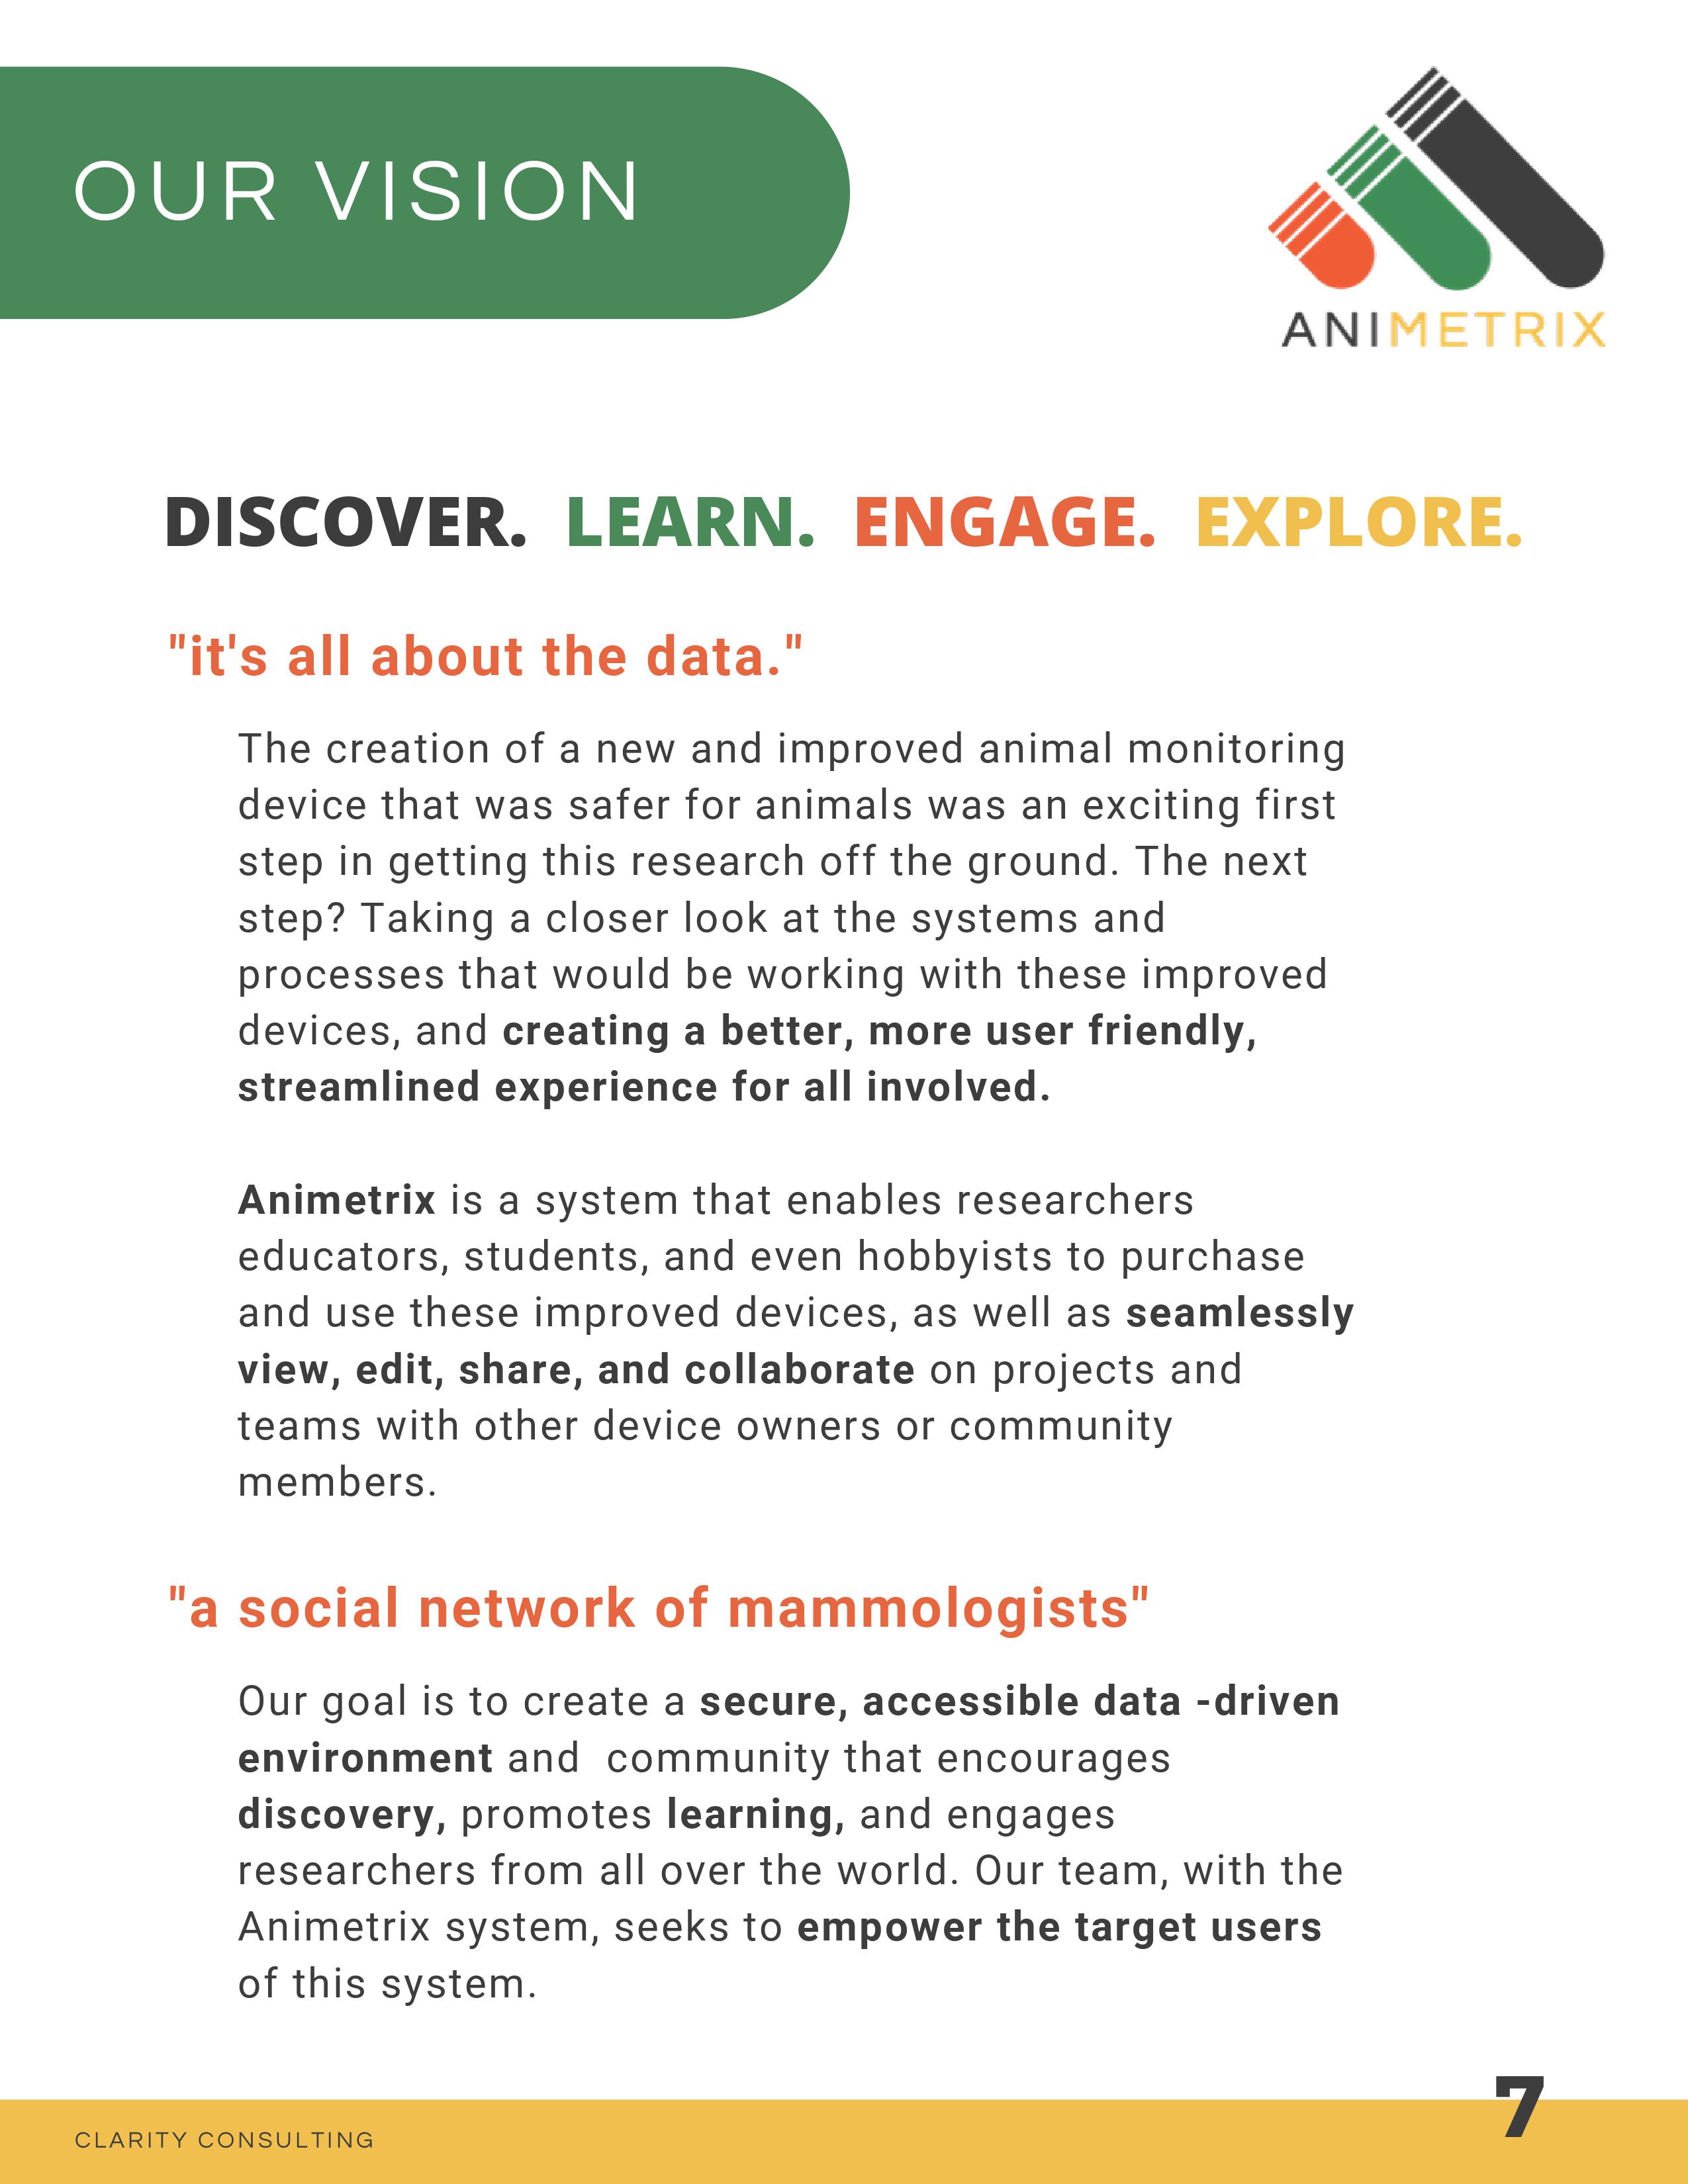 OUR VISION
ANIMETRIX
DISCOVER. LEARN. ENGAGE. EXPLORE.
"it's all about the data."
The creation of a new and improved animal monitoring
device that was safer for animals was an exciting first
step in getting this research off the ground. The next
step? Taking a closer look at the systems and
processes that would be working with these improved
devices, and creating a better, more user friendly,
streamlined experience for all involved.
Animetrix is a system that enables researchers
educators, students, and even hobbyists to purchase
and use these improved devices, as well as seamlessly
view, edit, share, and collaborate on projects and
teams with other device owners or community
members.
"a social network of mammologists"
Our goal is to create a secure, accessible data -driven
environment and  community that encourages
discovery, promotes learning, and engages
researchers from all over the world. Our team, with the
Animetrix system, seeks to empower the target users
of this system.
7
CLARITY CONSULTING